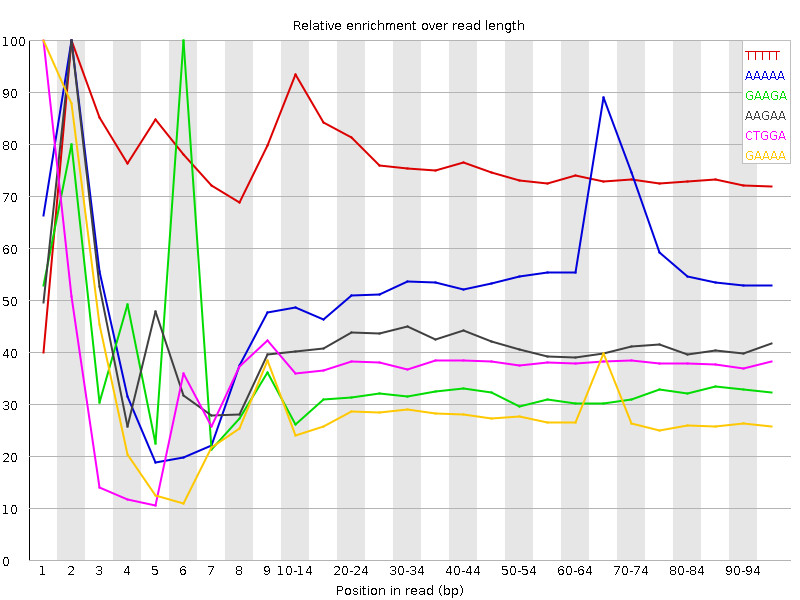 Relative enrichment over read length
100
90
80
70
60
50
40
30
20
10
0
TTTTT
AAAAA
GAAGA
AAGAA
CTGGA
GAAAA
1 2 3 4 5 6 7 8 9 10-14 20-24 30-34 40-44 50-54 60-64 70-74 80-84 90-94
Position in read (bp)